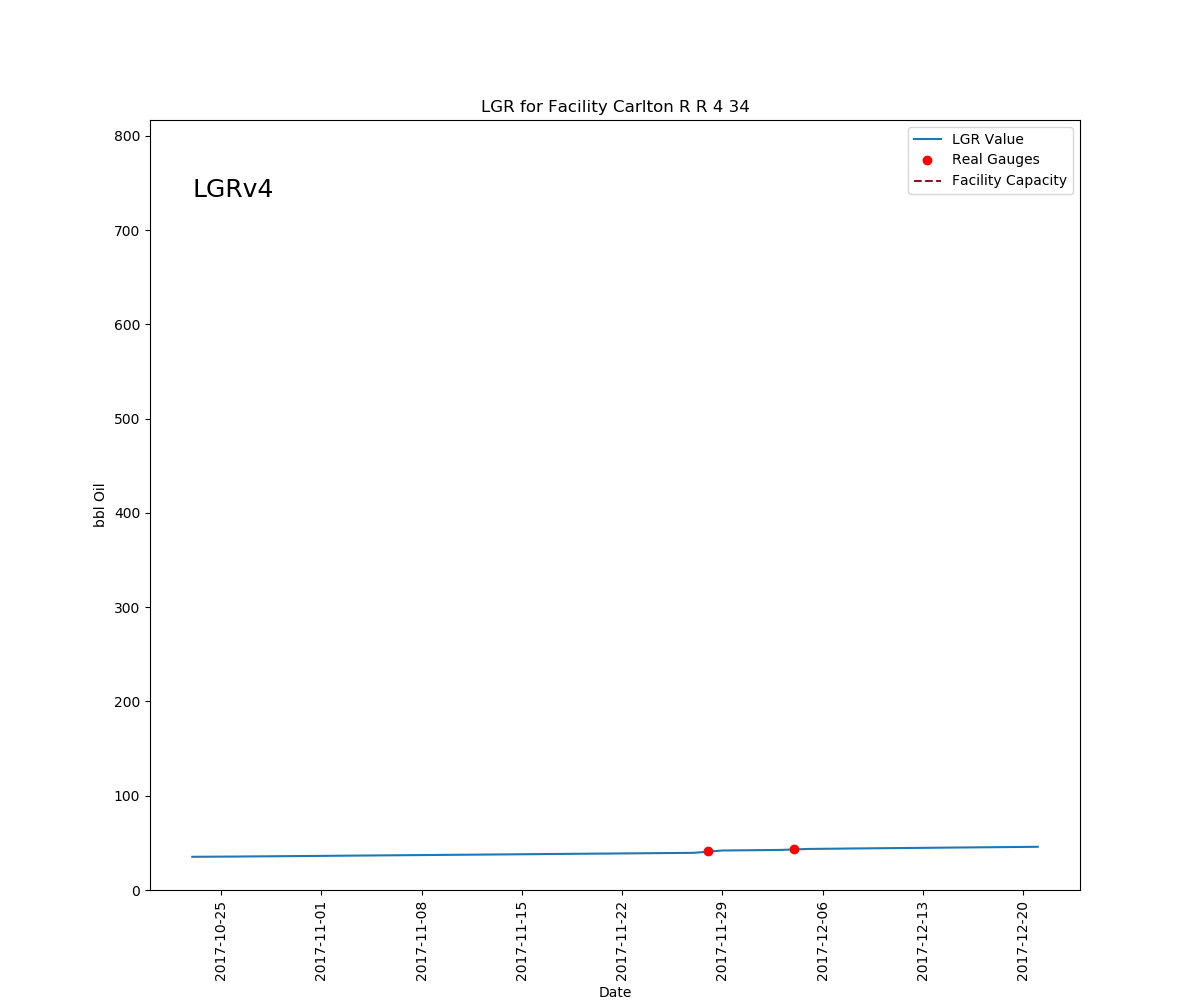 LGR for Facility Carlton R R 4 34
LGRv4
LGR Value
Real Gauges
Facility Capacity
800
700
600
500
400
300
200
100
0
bbl Oil
2017-10-25
2017-11-01
2017-11-08
2017-11-15
2017-11-22
2017-11-29
2017-12-06
2017-12-13
2017-12-20
Date